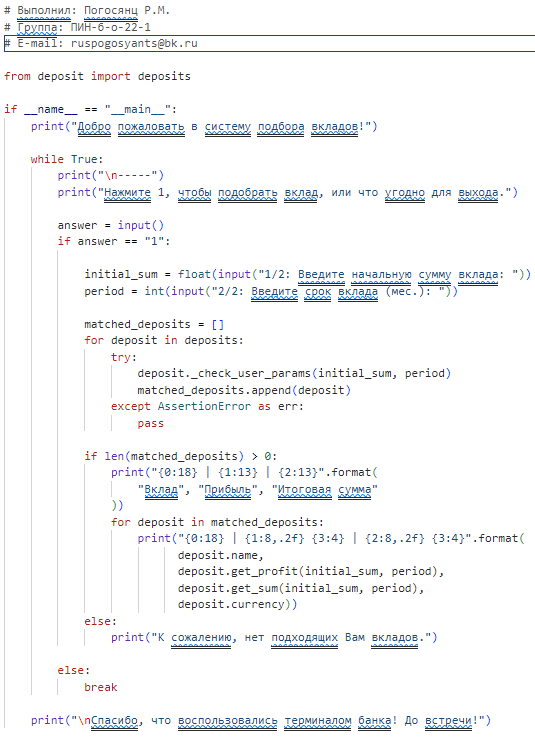 # Выполнил: Погосянц Р.М.
# Группа: ПИН-б-о-22-1
# E-mail: ruspogosyants@bk.ru
from deposit import deposits
if __name__ == "__main__":
    print("Добро пожаловать в систему подбора вкладов!")
    while True:
        print("\n-----")
        print("Нажмите 1, чтобы подобрать вклад, или что угодно для выхода.")
        answer = input()
        if answer == "1":
            initial_sum = float(input("1/2: Введите начальную сумму вклада: "))
            period = int(input("2/2: Введите срок вклада (мес.): "))
            matched_deposits = []
            for deposit in deposits:
                try:
                    deposit._check_user_params(initial_sum, period)
                    matched_deposits.append(deposit)
                except AssertionError as err:
                    pass
            if len(matched_deposits) > 0:
                print("{0:18} | {1:13} | {2:13}".format(
                    "Вклад", "Прибыль", "Итоговая сумма"
                ))
                for deposit in matched_deposits:
                    print("{0:18} | {1:8,.2f} {3:4} | {2:8,.2f} {3:4}".format(
                          deposit.name,
                          deposit.get_profit(initial_sum, period),
                          deposit.get_sum(initial_sum, period),
                          deposit.currency))
            else:
                print("К сожалению, нет подходящих Вам вкладов.")
        else:
            break
    print("\nСпасибо, что воспользовались терминалом банка! До встречи!")